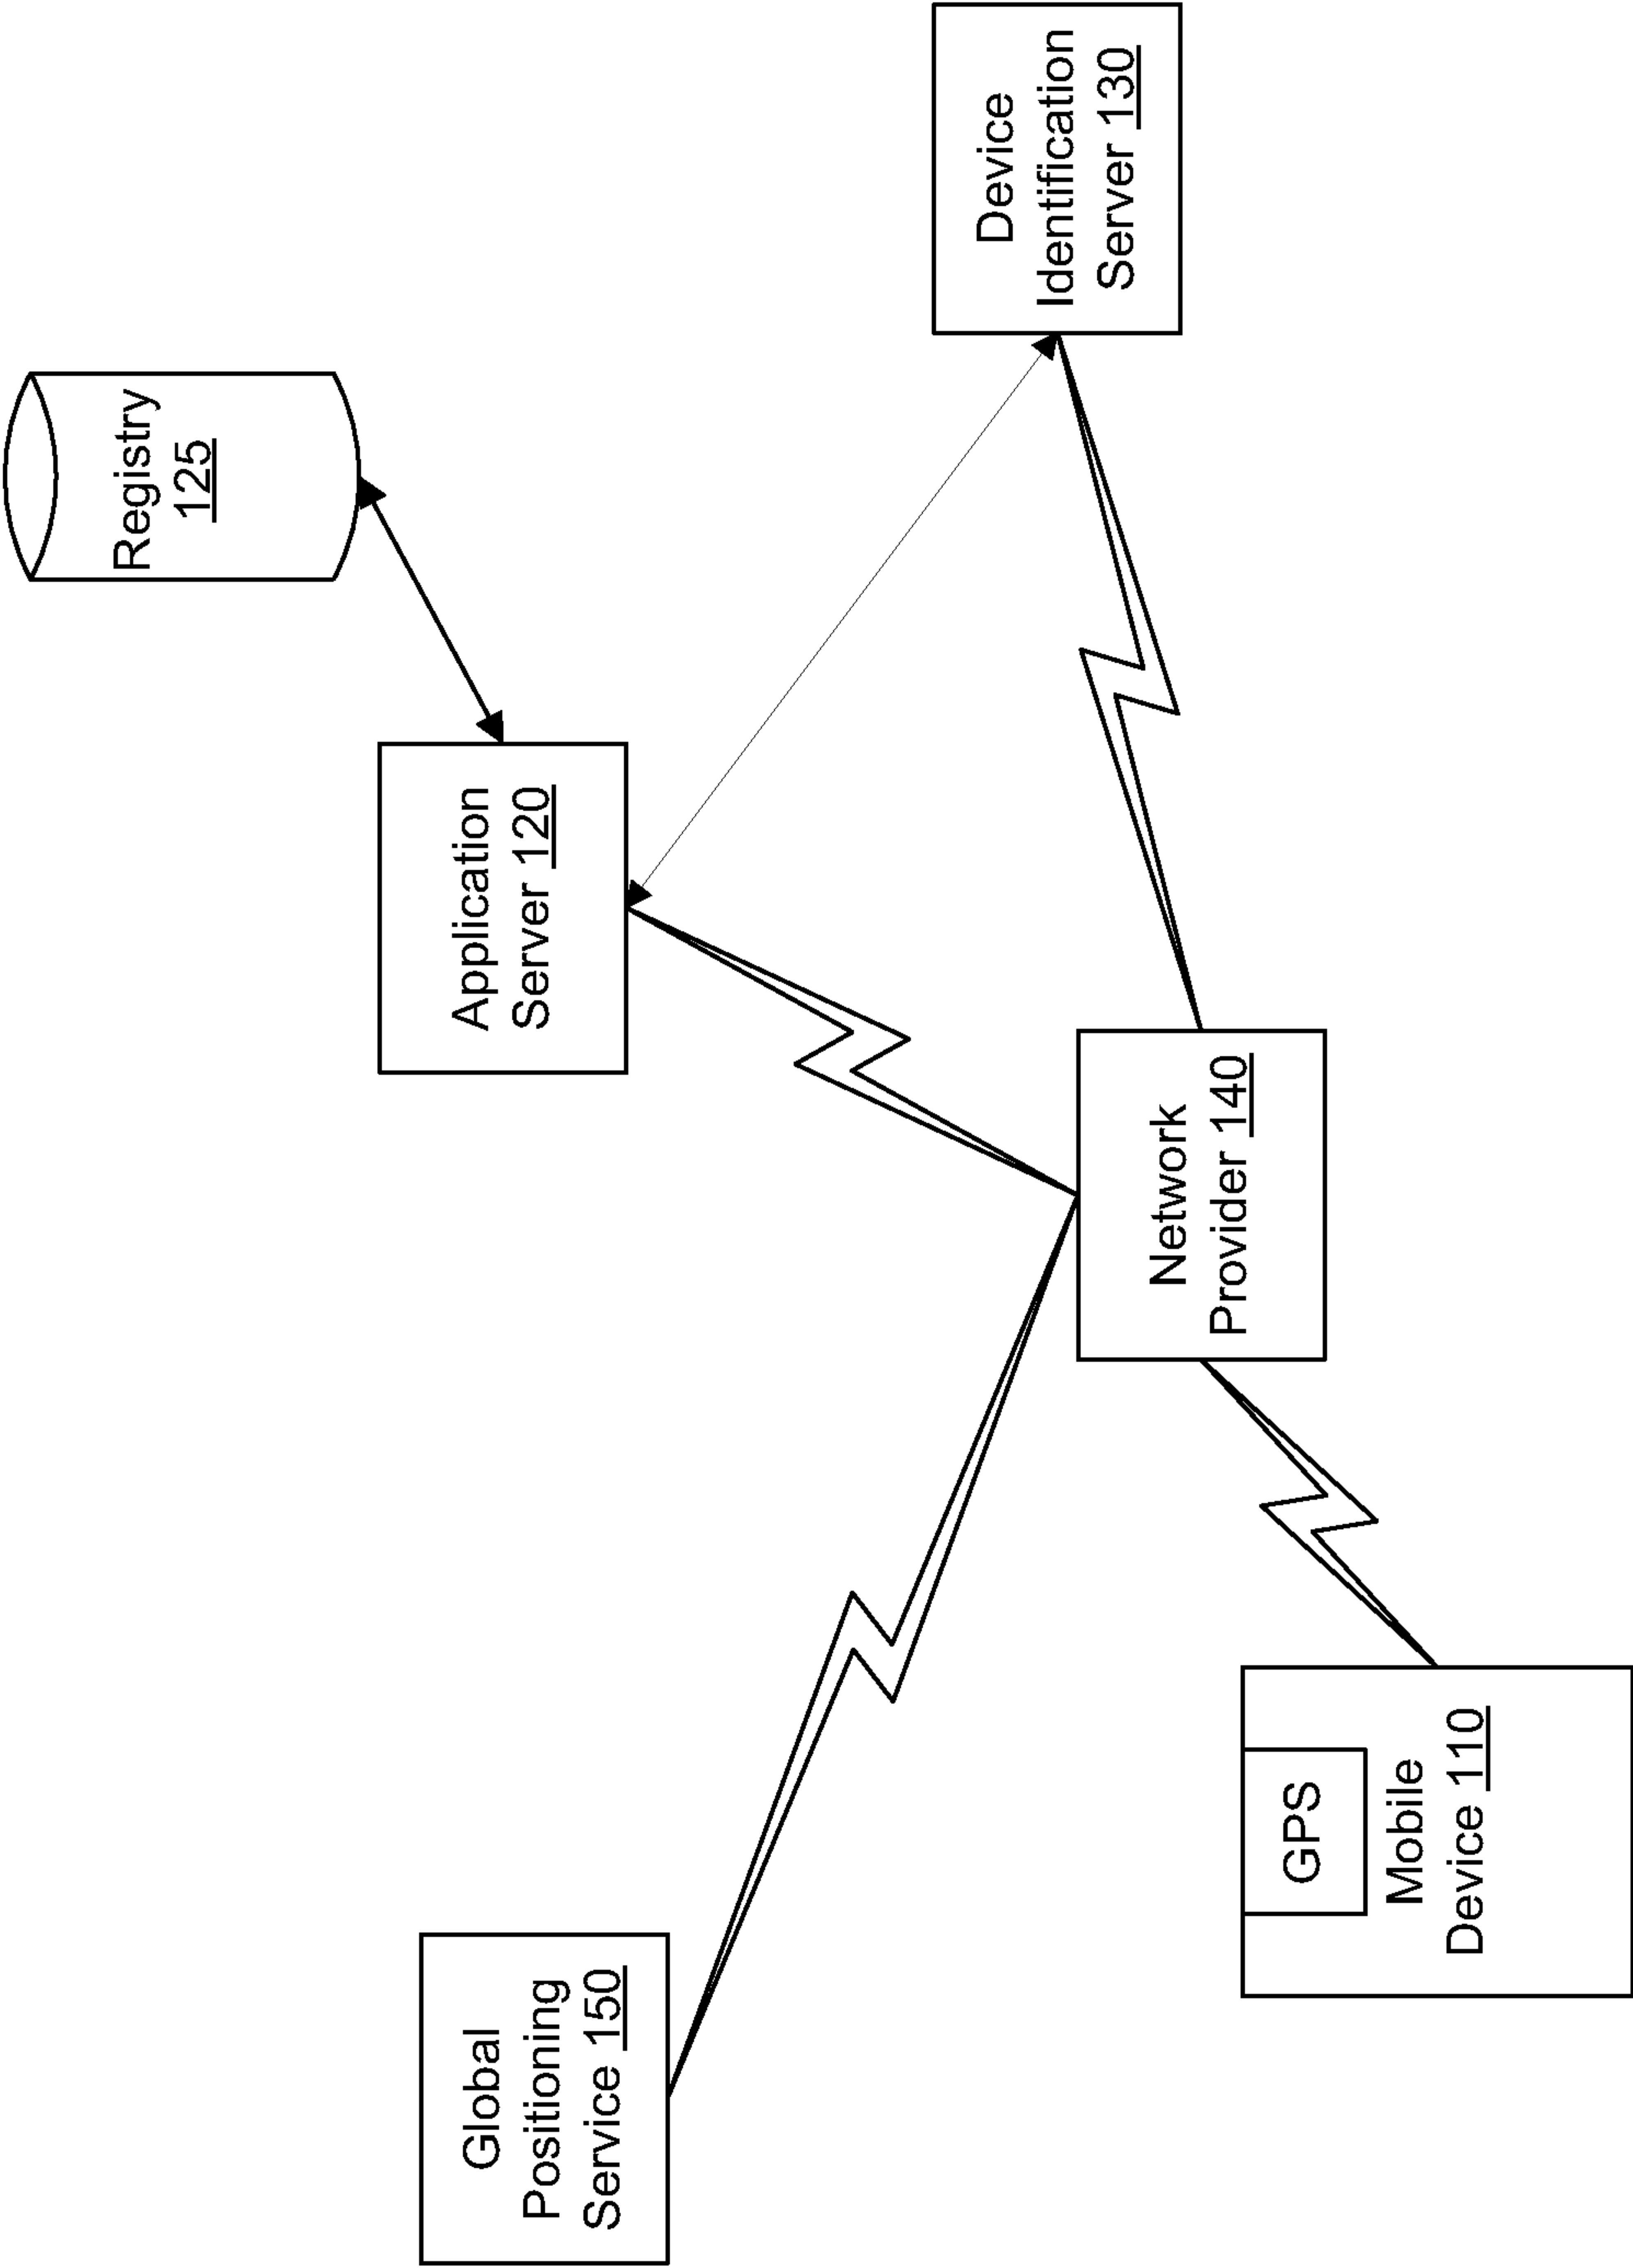 Registry
125
Application
Server 120
Device
Identification
Server 130
Global
Positioning
Service 150
Network
Provider 140
GPS
Mobile
Device 110